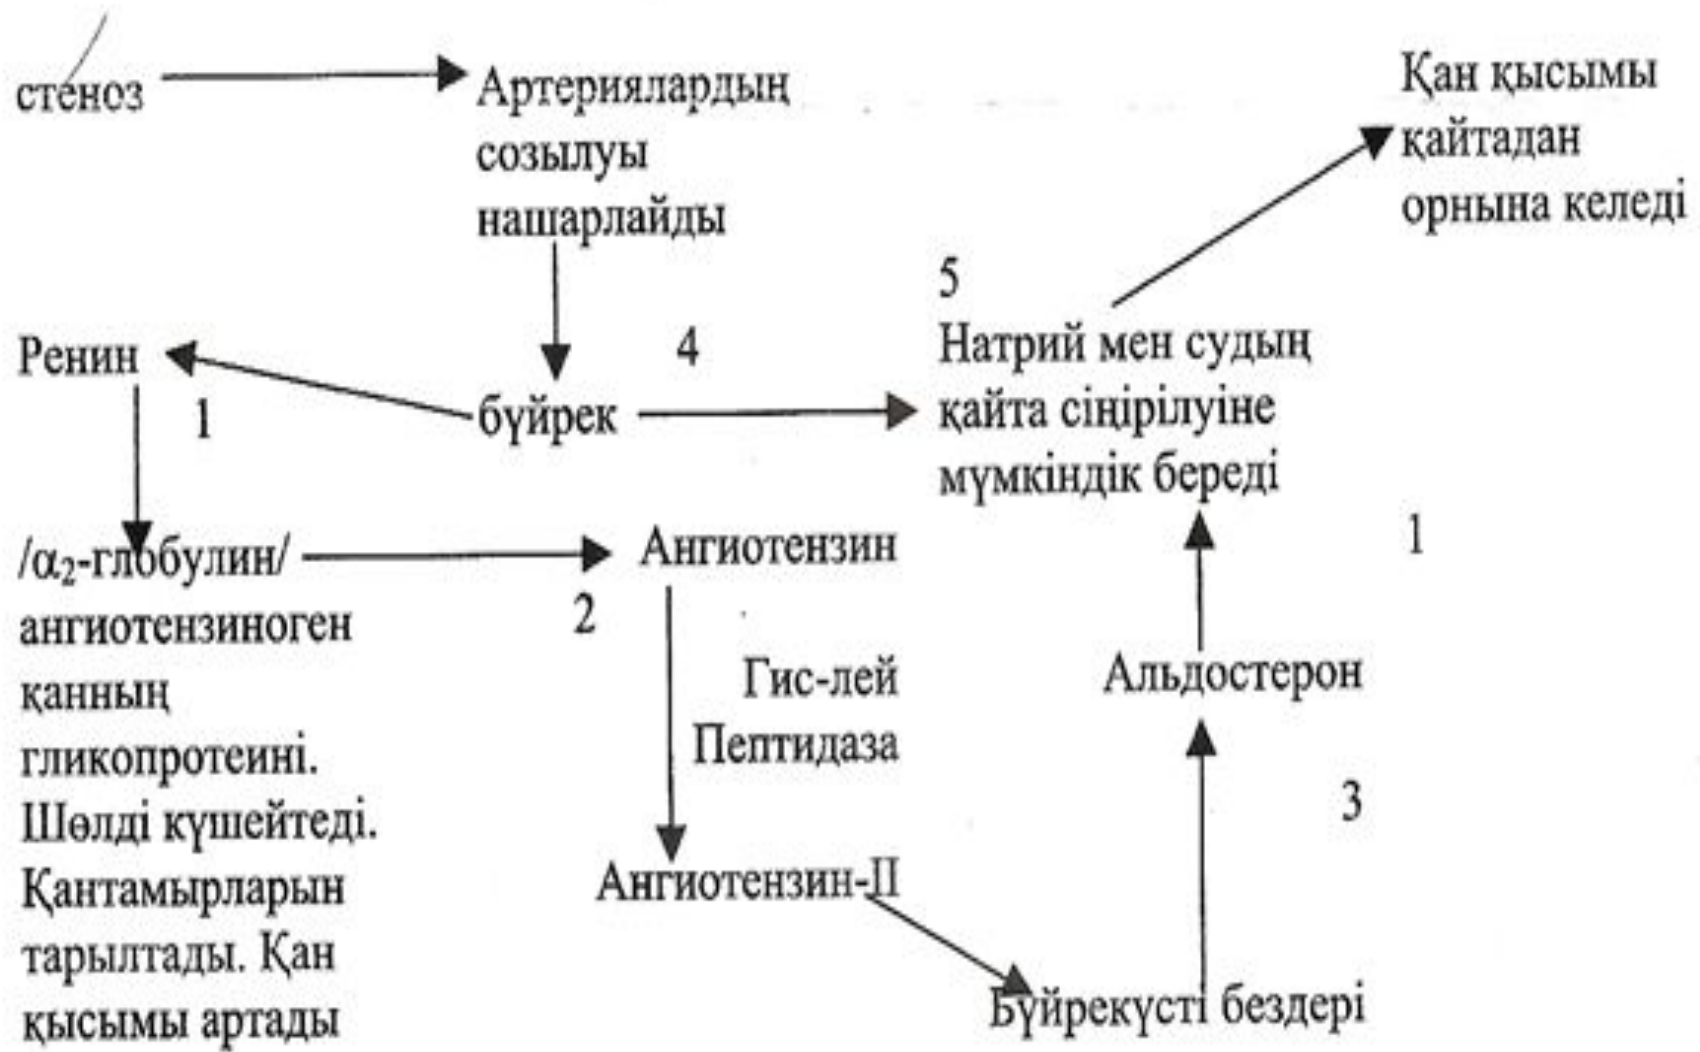 стеноз
Артериялардың
созылуы
нашарлайды
Қан қысымы
қайтадан
орнына келеді
Ренин
1
бүйрек
4
5
Натрий мен судың
қайта сіңірілуіне
мүмкіндік береді
/α₂-глобулин/
ангиотензиноген
қанның
гликопротеині.
Шөлді күшейтеді.
Қантамырларын
тарылтады. Қан
қысымы артады
2
Ангиотензин
Гис-лей
Пептидаза
Ангиотензин-II
1
Альдостерон
3
Бүйрекүсті бездері